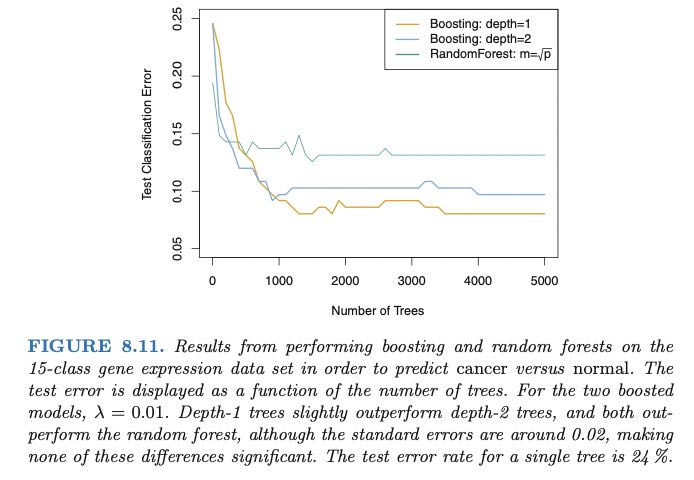 Boosting: depth=1
Boosting: depth=2
RandomForest: m=√p
0.25
0.20
0.15
0.10
0.05
Test Classification Error
0 1000 2000 3000 4000 5000
Number of Trees
FIGURE 8.11. Results from performing boosting and random forests on the
15-class gene expression data set in order to predict cancer versus normal. The
test error is displayed as a function of the number of trees. For the two boosted
models, λ = 0.01. Depth-1 trees slightly outperform depth-2 trees, and both out-
perform the random forest, although the standard errors are around 0.02, making
none of these differences significant. The test error rate for a single tree is 24 %.